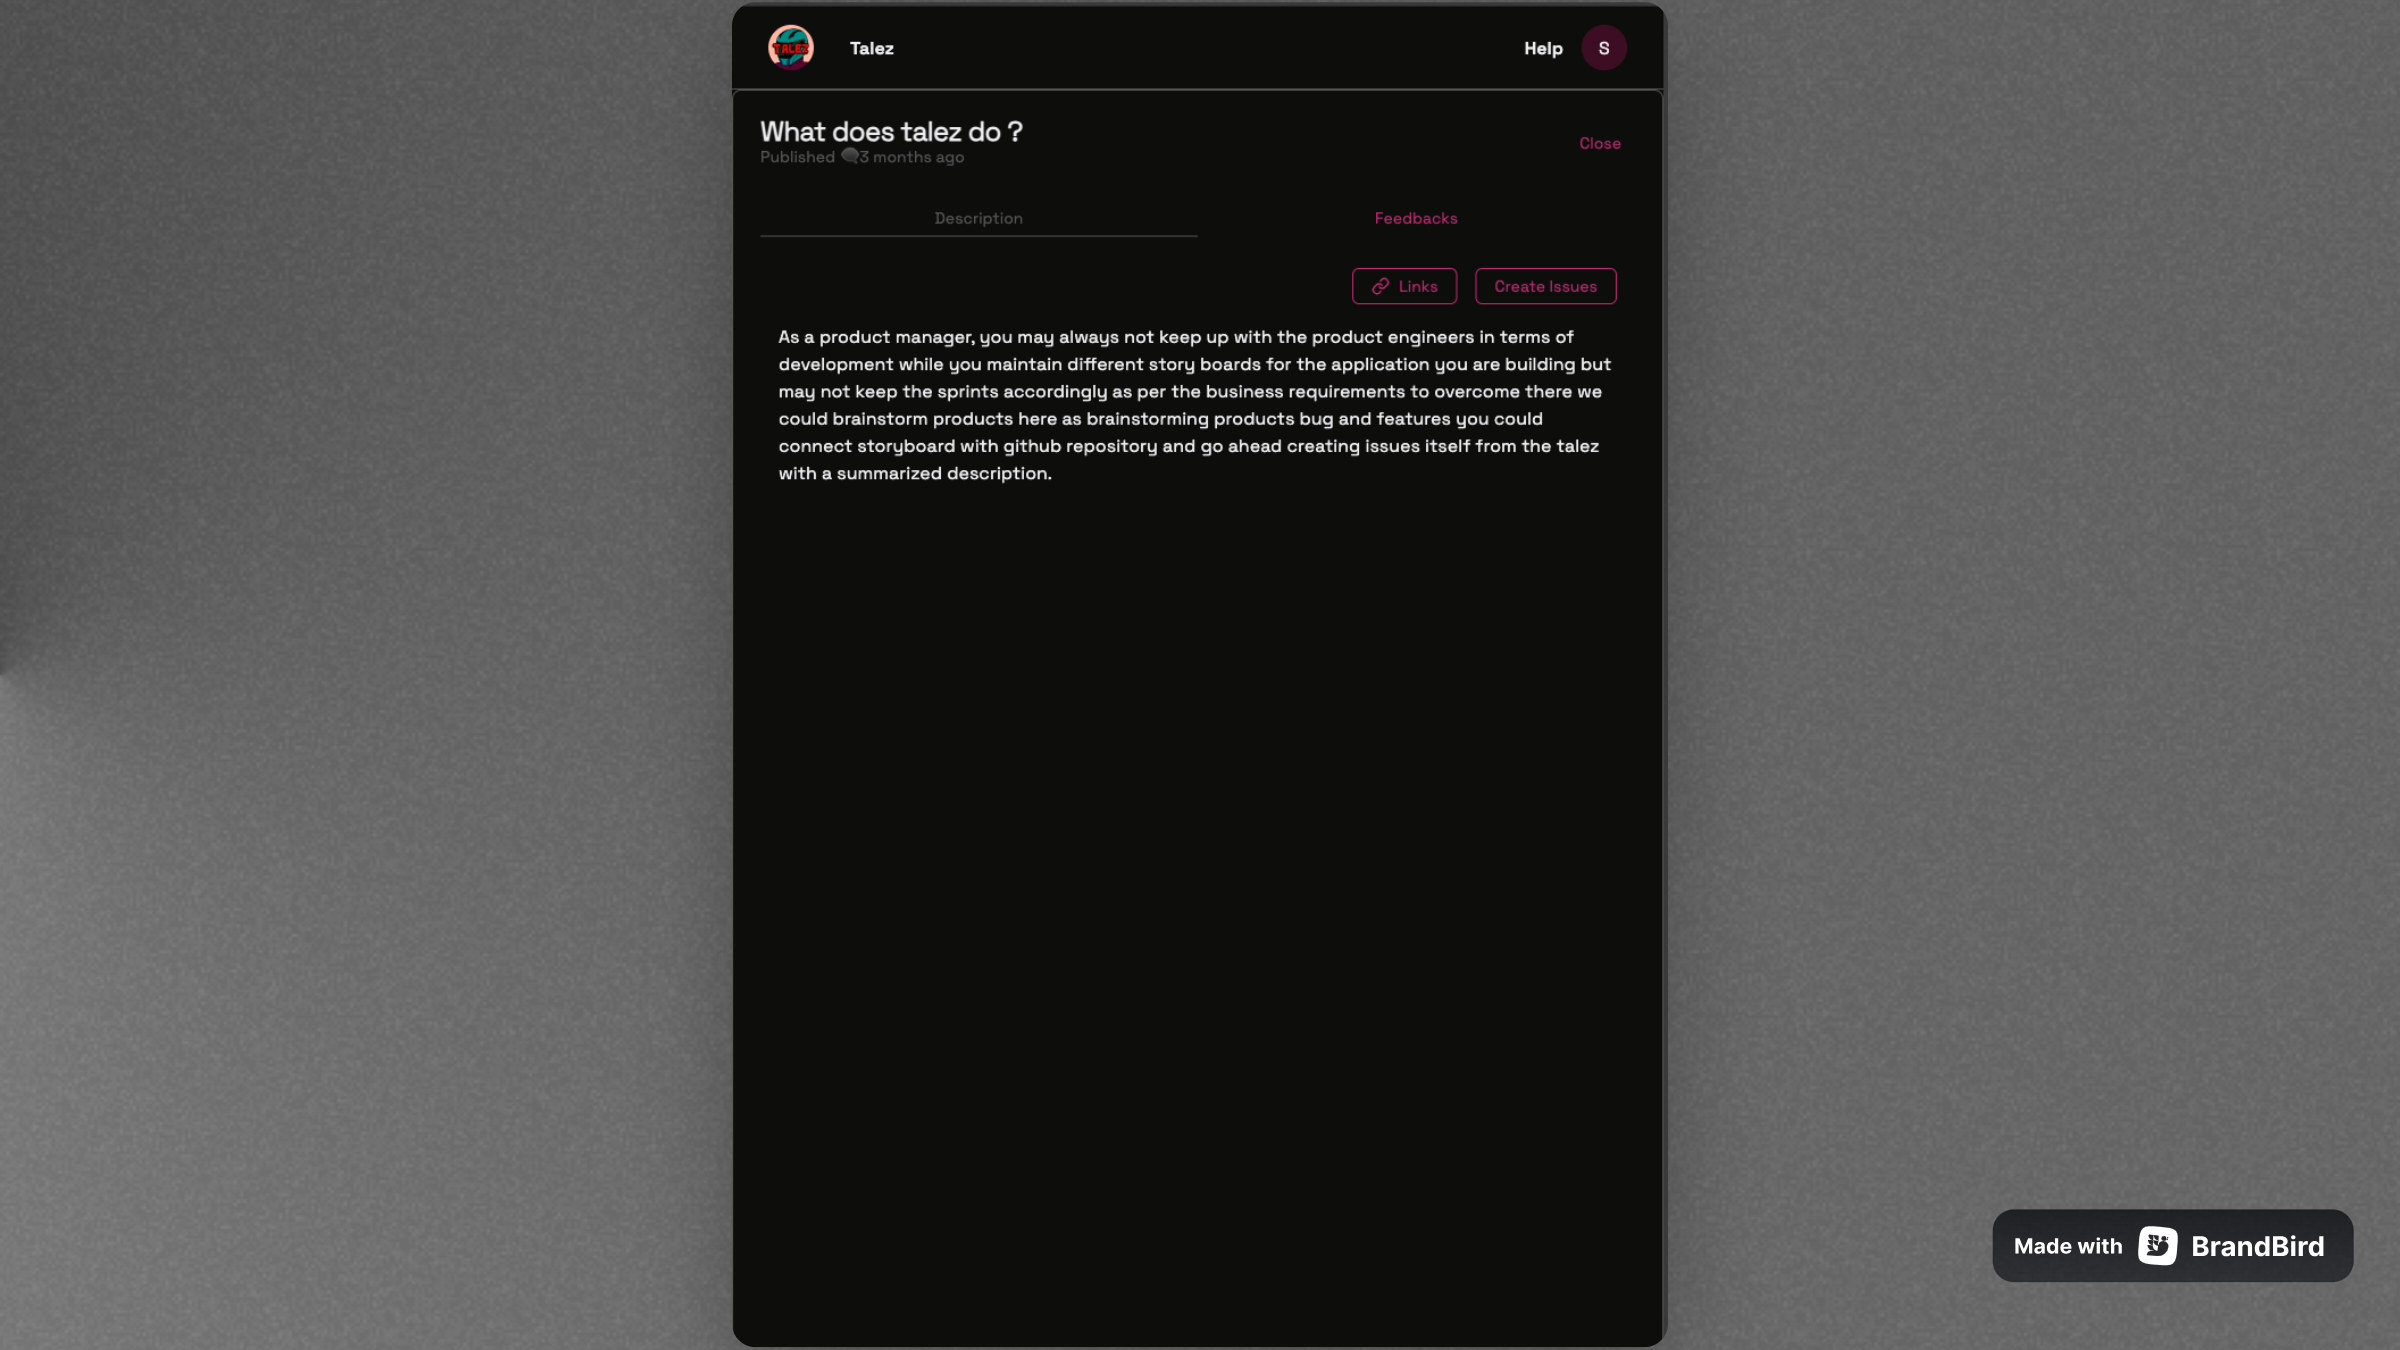 TALEZ
Talez
Help
S
What does talez do ?
Published 3 months ago
Close
Description
Feedbacks
Links
Create Issues
As a product manager, you may always not keep up with the product engineers in terms of
development while you maintain different story boards for the application you are building but
may not keep the sprints accordingly as per the business requirements to overcome there we
could brainstorm products here as brainstorming products bug and features you could
connect storyboard with github repository and go ahead creating issues itself from the talez
with a summarized description.
Made with BrandBird